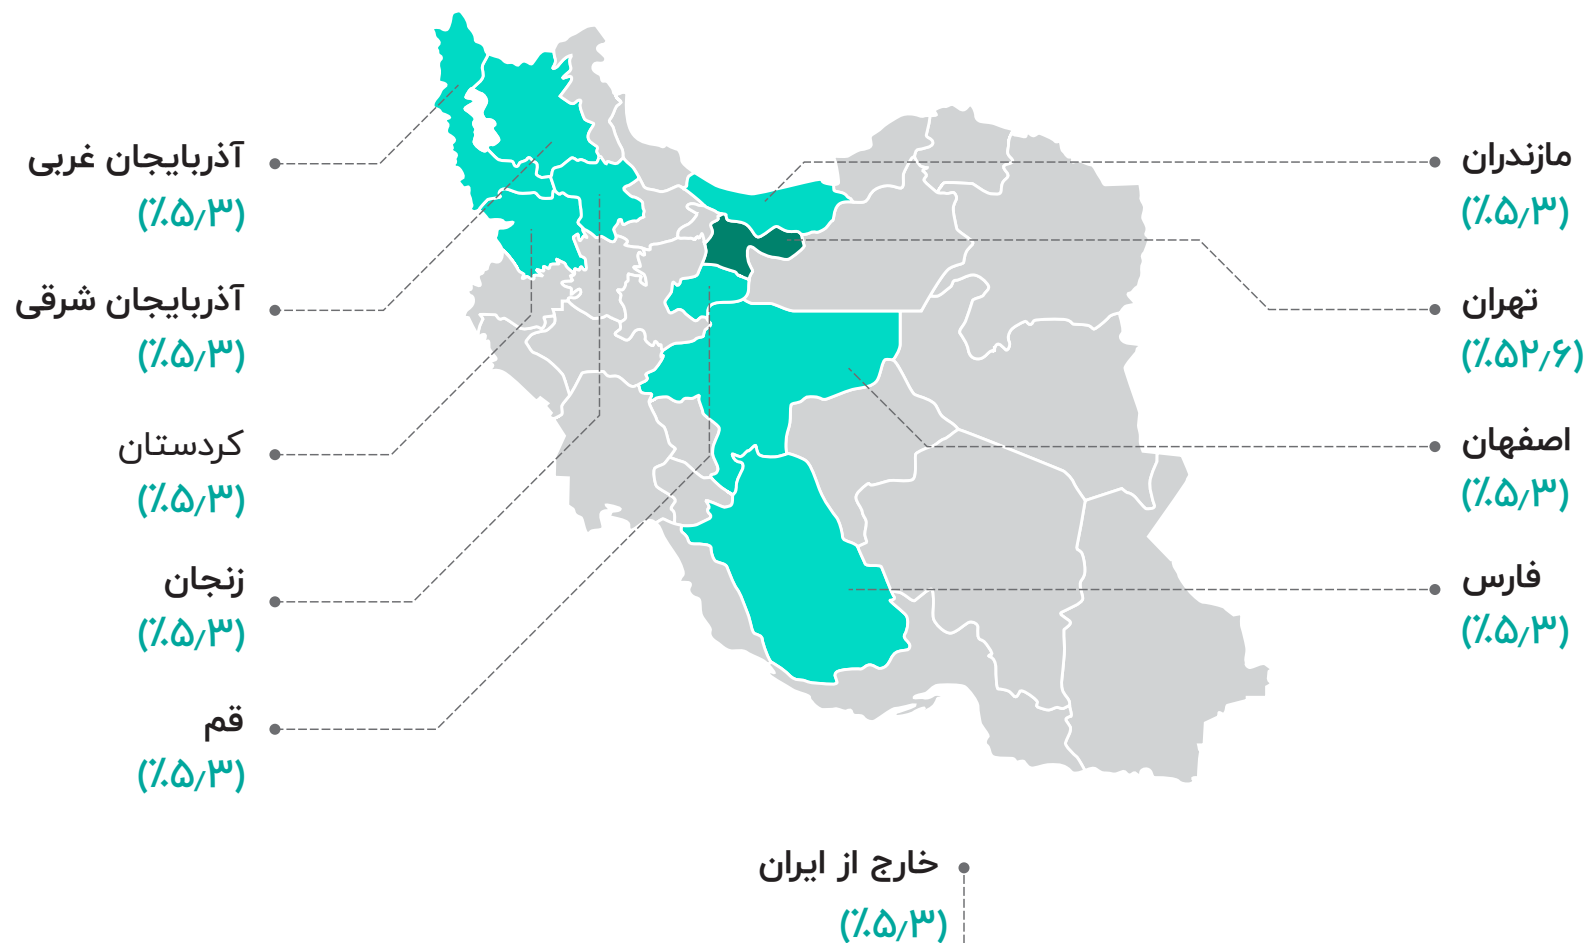 مازندران
(٪۵٫۳)
تهران
(٪۵۲٫۶)
اصفهان
(٪۵٫۳)
فارس
(٪۵٫۳)
آذربایجان غربی
(٪۵٫۳)
آذربایجان شرقی
(٪۵٫۳)
کردستان
(٪۵٫۳)
زنجان
(٪۵٫۳)
قم
(٪۵٫۳)
خارج از ایران
(٪۵٫۳)